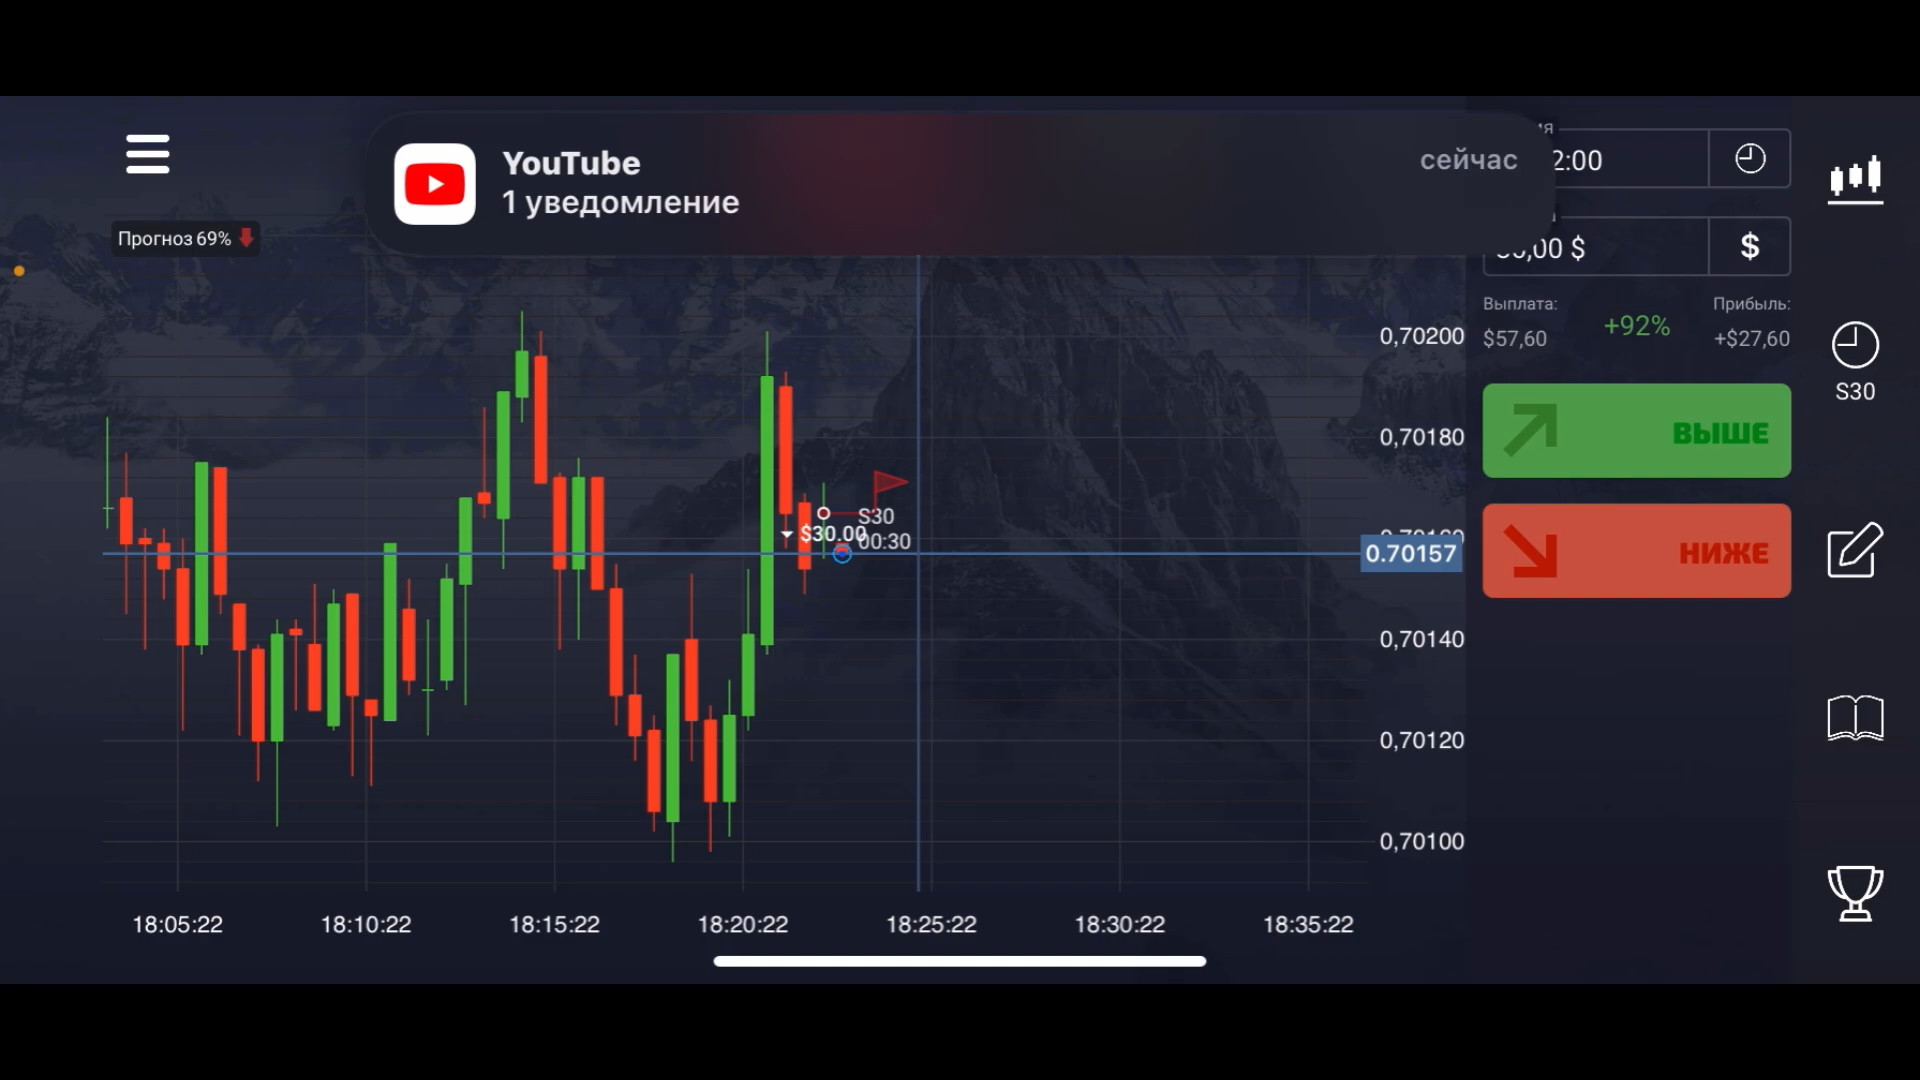 YouTube
1 уведомление
сейчас
2:00
Прогноз 69%
,00 $
$
Выплата:
$57,60
+92%
Прибыль:
+$27,60
ВЫШЕ
НИЖЕ
S30
0,70200
0,70180
0.70157
0,70140
0,70120
0,70100
$30.00
S30
00:30
18:05:22
18:10:22
18:15:22
18:20:22
18:25:22
18:30:22
18:35:22